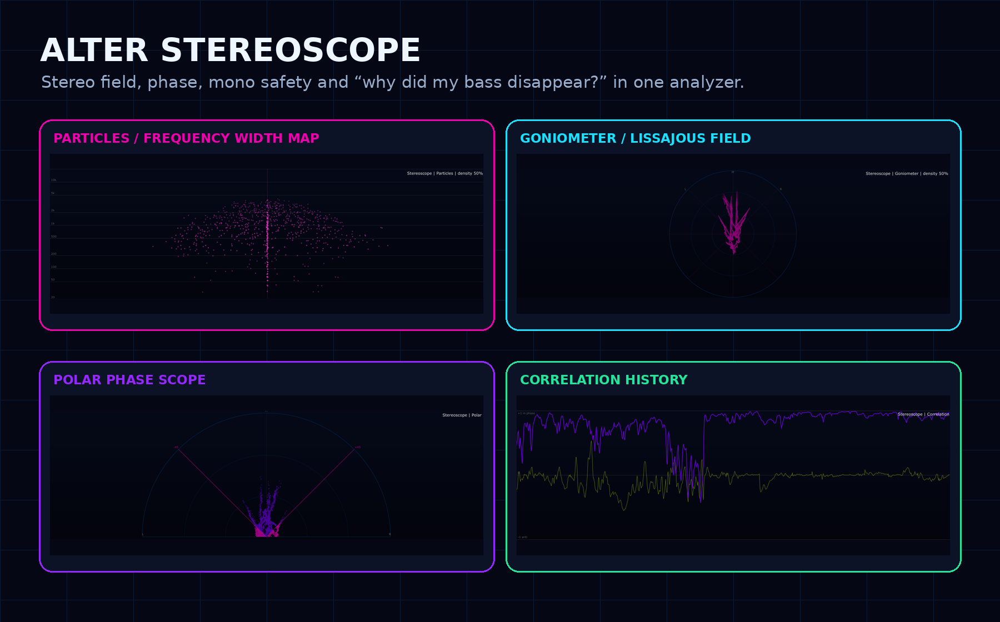 ALTER STEREOSCOPE
Stereo field, phase, mono safety and “why did my bass disappear?” in one analyzer.
PARTICLES / FREQUENCY WIDTH MAP
Stereoscope | Particles | density 50%
10k
5k
2k
1k
500
200
100
50
20
GONIOMETER / LISSAJOUS FIELD
Stereoscope | Goniometer | density 50%
M
L
R
POLAR PHASE SCOPE
Stereoscope | Polar
-45
+45
L
R
CORRELATION HISTORY
+1 in phase
Stereoscope | Correlation
0
-1 anti